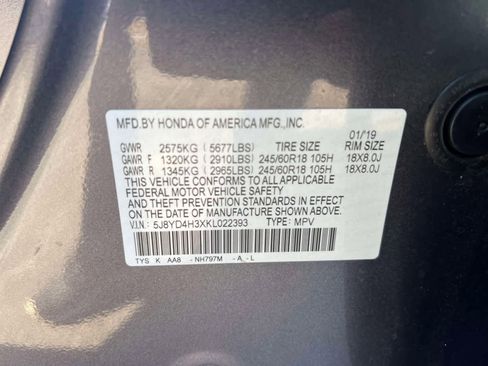 MFD.BY HONDA OF AMERICA MFG.,INC.
01/19
GVWR 2575KG (5677LBS) TIRE SIZE RIM SIZE
GAWR F 1320KG (2910LBS) 245/60R18 105H 18X8.0J
GAWR R 1345KG (2965LBS) 245/60R18 105H 18X8.0J
THIS VEHICLE CONFORMS TO ALL APPLICABLE
FEDERAL MOTOR VEHICLE SAFETY
AND THEFT PREVENTION STANDARDS IN EFFECT
ON THE DATE OF MANUFACTURE SHOWN ABOVE.
V.I.N.: 5J8YD4H3XKL022393 TYPE: MPV
TYS K AA8 -NH797M -A, -L